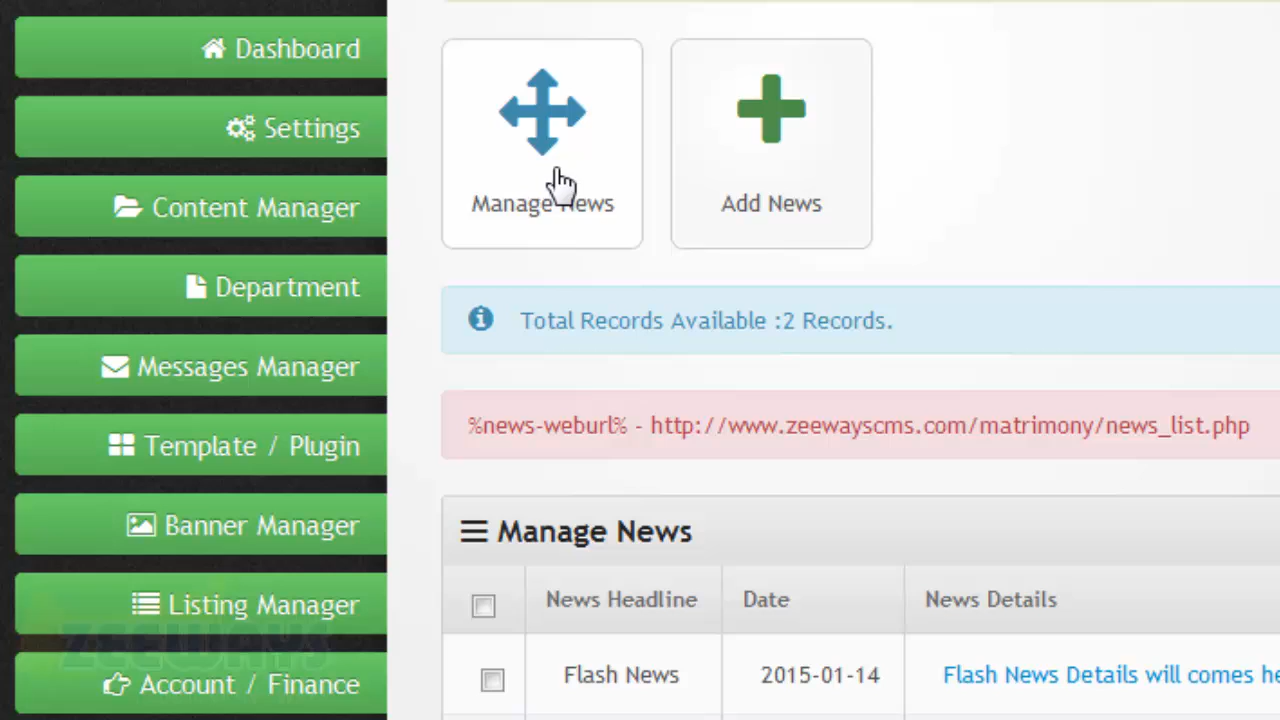 Dashboard
Settings
Content Manager
Department
Messages Manager
Template / Plugin
Banner Manager
Listing Manager
ZEEWAYS
Account / Finance
Manage News
Add News
Total Records Available :2 Records.
%news-weburl% - http://www.zeewayscms.com/matrimony/news_list.php
Manage News
News Headline Date News Details
Flash News 2015-01-14 Flash News Details will comes he